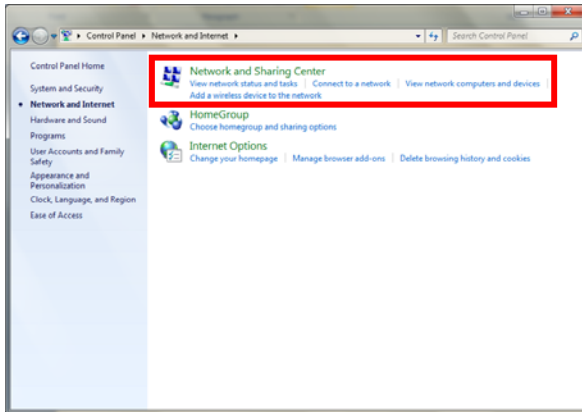 Control Panel Network and Internet
Search Control Panel
Control Panel Home
System and Security
Network and Internet
Hardware and Sound
Programs
User Accounts and Family
Safety
Appearance and
Personalization
Clock, Language, and Region
Ease of Access
Network and Sharing Center
View network status and tasks Connect to a network View network computers and devices
Add a wireless device to the network
HomeGroup
Choose homegroup and sharing options
Internet Options
Change your homepage Manage browser add-ons Delete browsing history and cookies